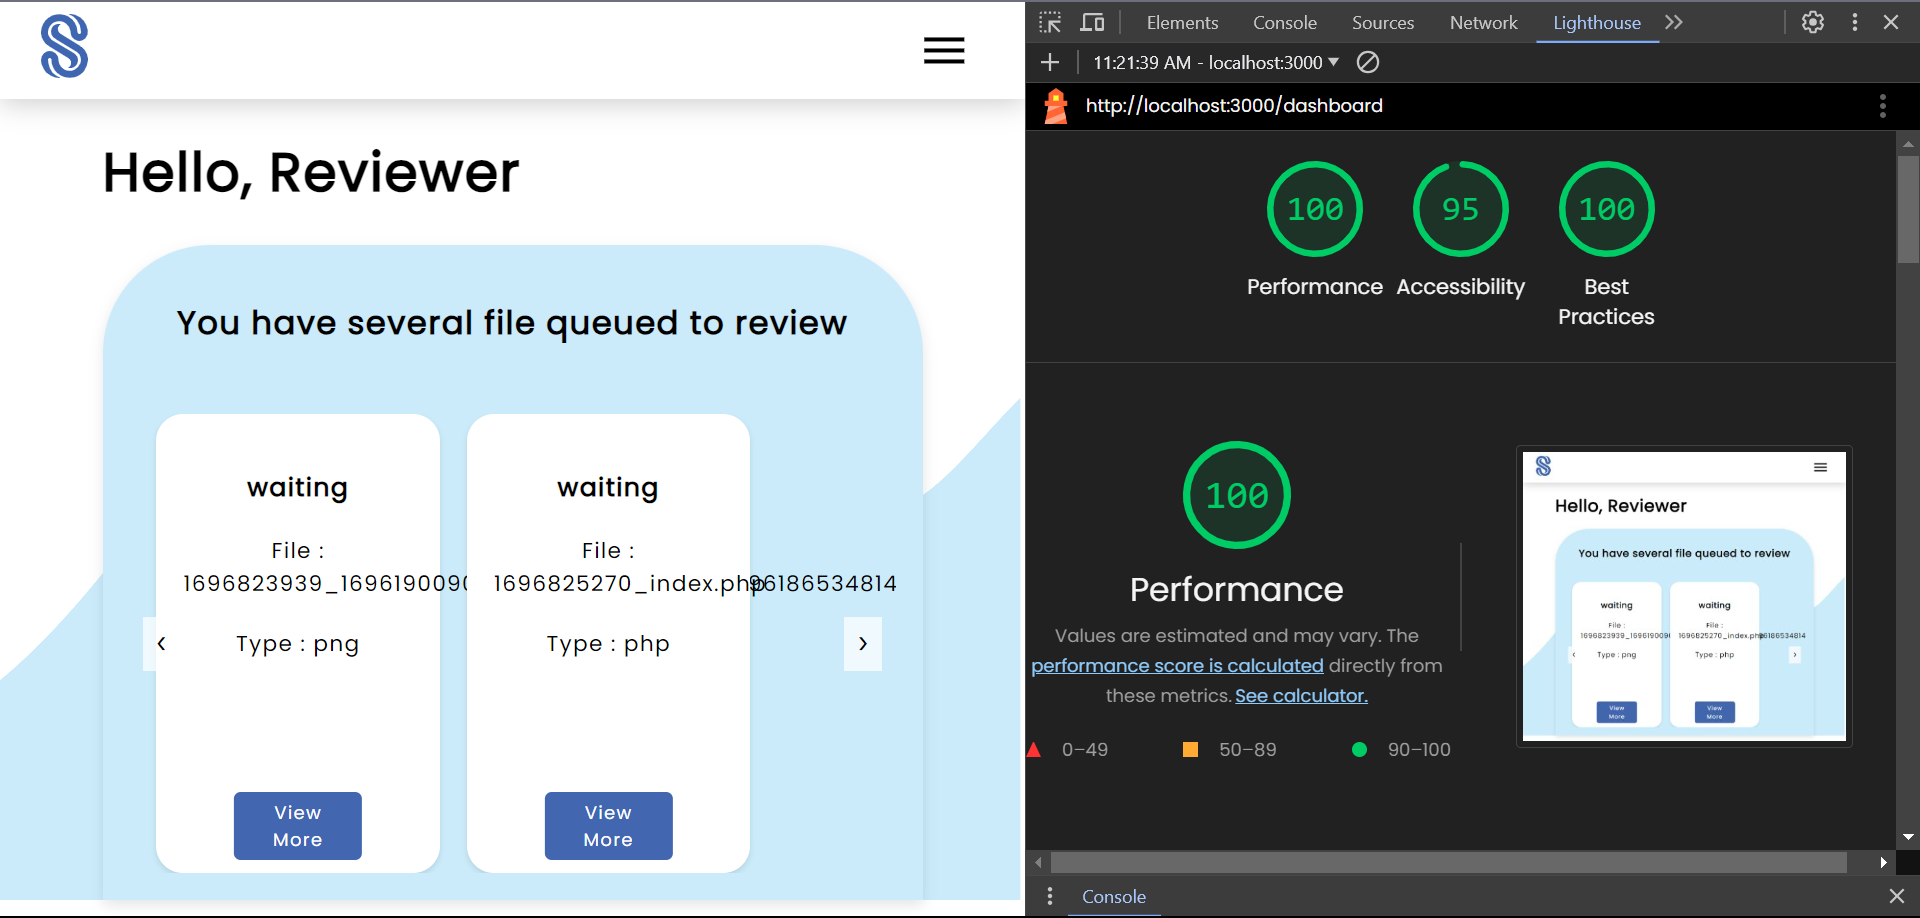 Hello, Reviewer
You have several file queued to review
waiting
File :
1696823939_1696190090
Type : png
View
More
waiting
File :
1696825270_index.php
96186534814
Type : php
View
More
‹
›
Elements Console Sources Network Lighthouse
11:21:39 AM - localhost:3000
http://localhost:3000/dashboard
100
Performance
95
Accessibility
100
Best
Practices
100
Performance
Values are estimated and may vary. The
performance score is calculated directly from
these metrics. See calculator.
0–49 50–89 90–100
Hello, Reviewer
You have several file queued to review
waiting
File :
1696823939_1696190090
Type : png
View
More
waiting
File :
1696825270_index.php
96186534814
Type : php
View
More
Console